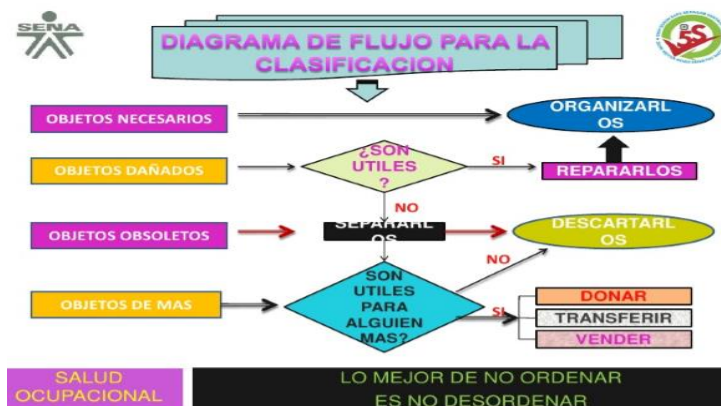 SENA
DIAGRAMA DE FLUJO PARA LA
CLASIFICACION
5S
OBJETOS NECESARIOS
ORGANIZARL
OS
OBJETOS DAÑADOS
¿SON
UTILES
?
SI
REPARARLOS
NO
OBJETOS OBSOLETOS
SEPARARL
OS
DESCARTARL
OS
NO
OBJETOS DE MAS
SON
UTILES
PARA
ALGUIEN
MAS?
SI
DONAR
TRANSFERIR
VENDER
SALUD
OCUPACIONAL
LO MEJOR DE NO ORDENAR
ES NO DESORDENAR